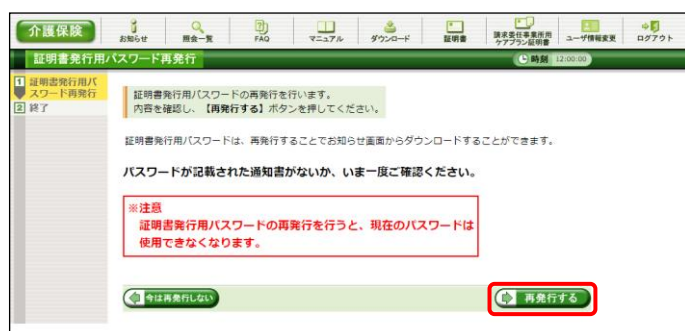 介護保険
お知らせ
照会一覧
FAQ
マニュアル
ダウンロード
証明書
請求委任事業所用
ケアプラン証明書
ユーザ情報変更
ログアウト
証明書発行用パスワード再発行
時刻 12:00:00
1 証明書発行用パ
スワード再発行
2 終了
証明書発行用パスワードの再発行を行います。
内容を確認し、【再発行する】ボタンを押してください。
証明書発行用パスワードは、再発行することでお知らせ画面からダウンロードすることができます。
パスワードが記載された通知書がないか、いま一度ご確認ください。
※注意
証明書発行用パスワードの再発行を行うと、現在のパスワードは
使用できなくなります。
今は再発行しない
再発行する